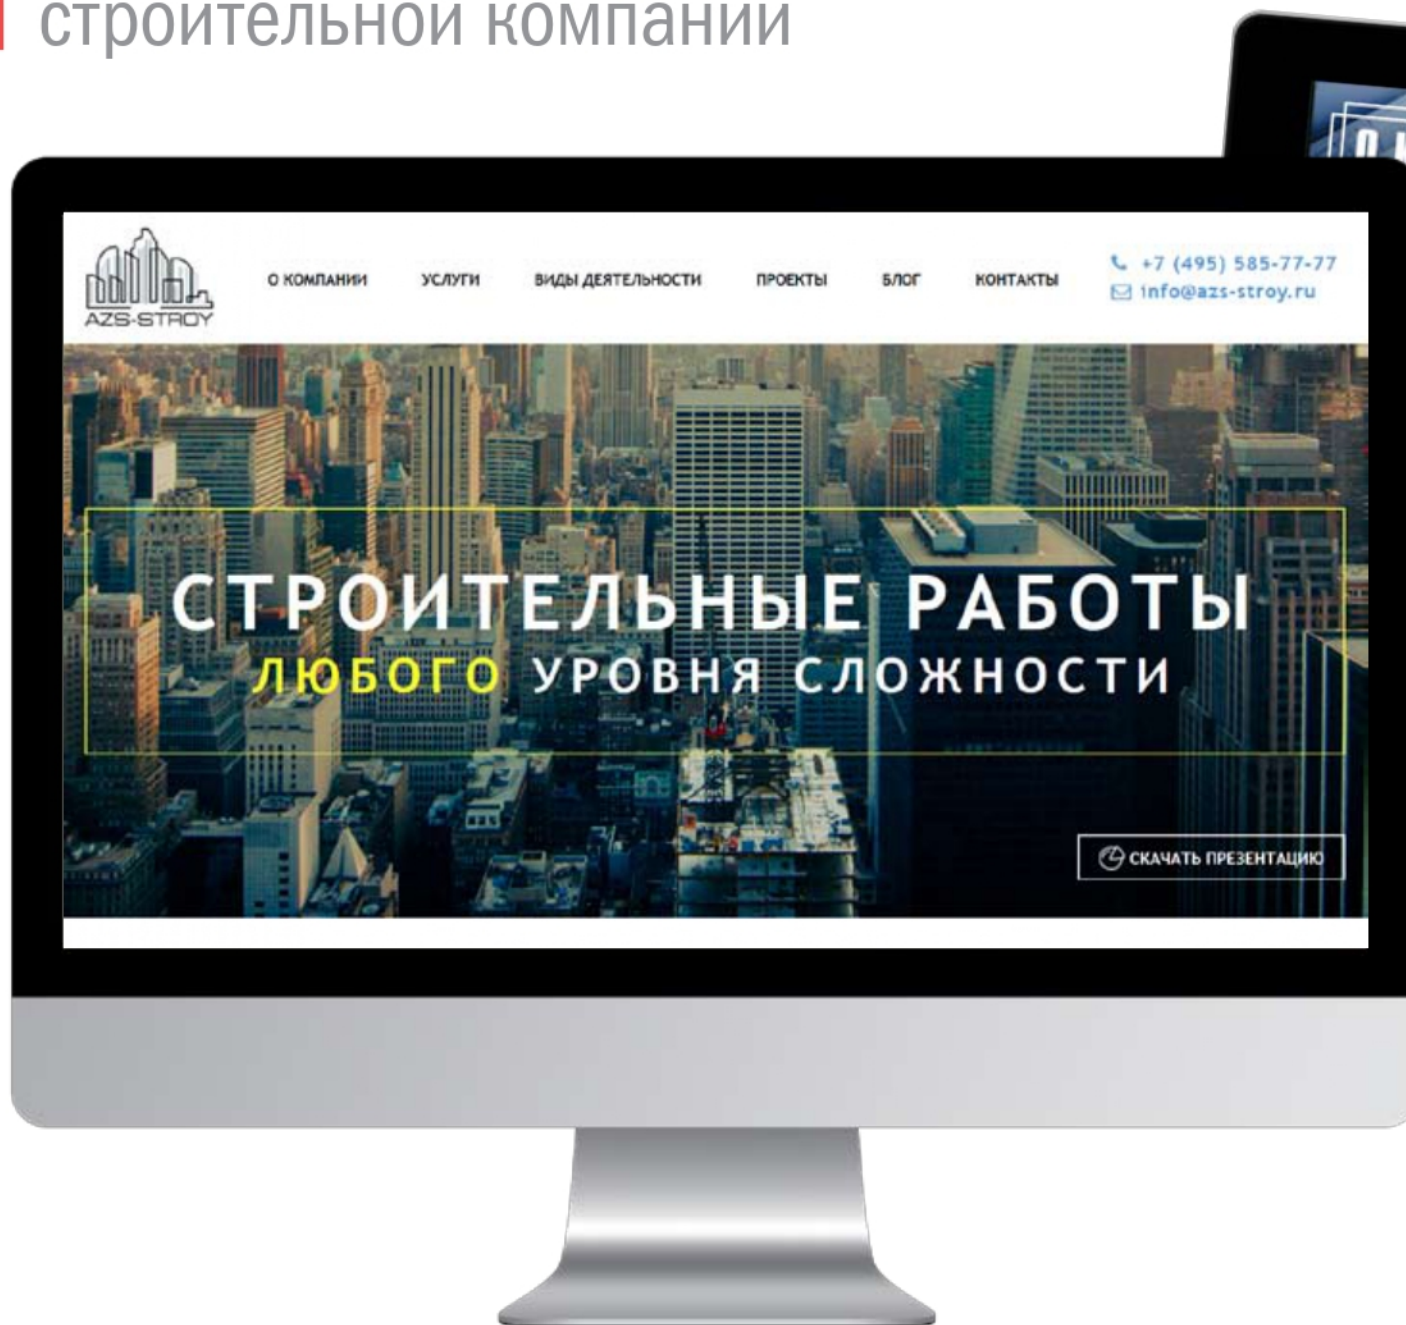 строительной компании
AZS-STROY
О КОМПАНИИ УСЛУГИ ВИДЫ ДЕЯТЕЛЬНОСТИ ПРОЕКТЫ БЛОГ КОНТАКТЫ
+7 (495) 585-77-77
info@azs-stroy.ru
СТРОИТЕЛЬНЫЕ РАБОТЫ
ЛЮБОГО УРОВНЯ СЛОЖНОСТИ
СКАЧАТЬ ПРЕЗЕНТАЦИЮ